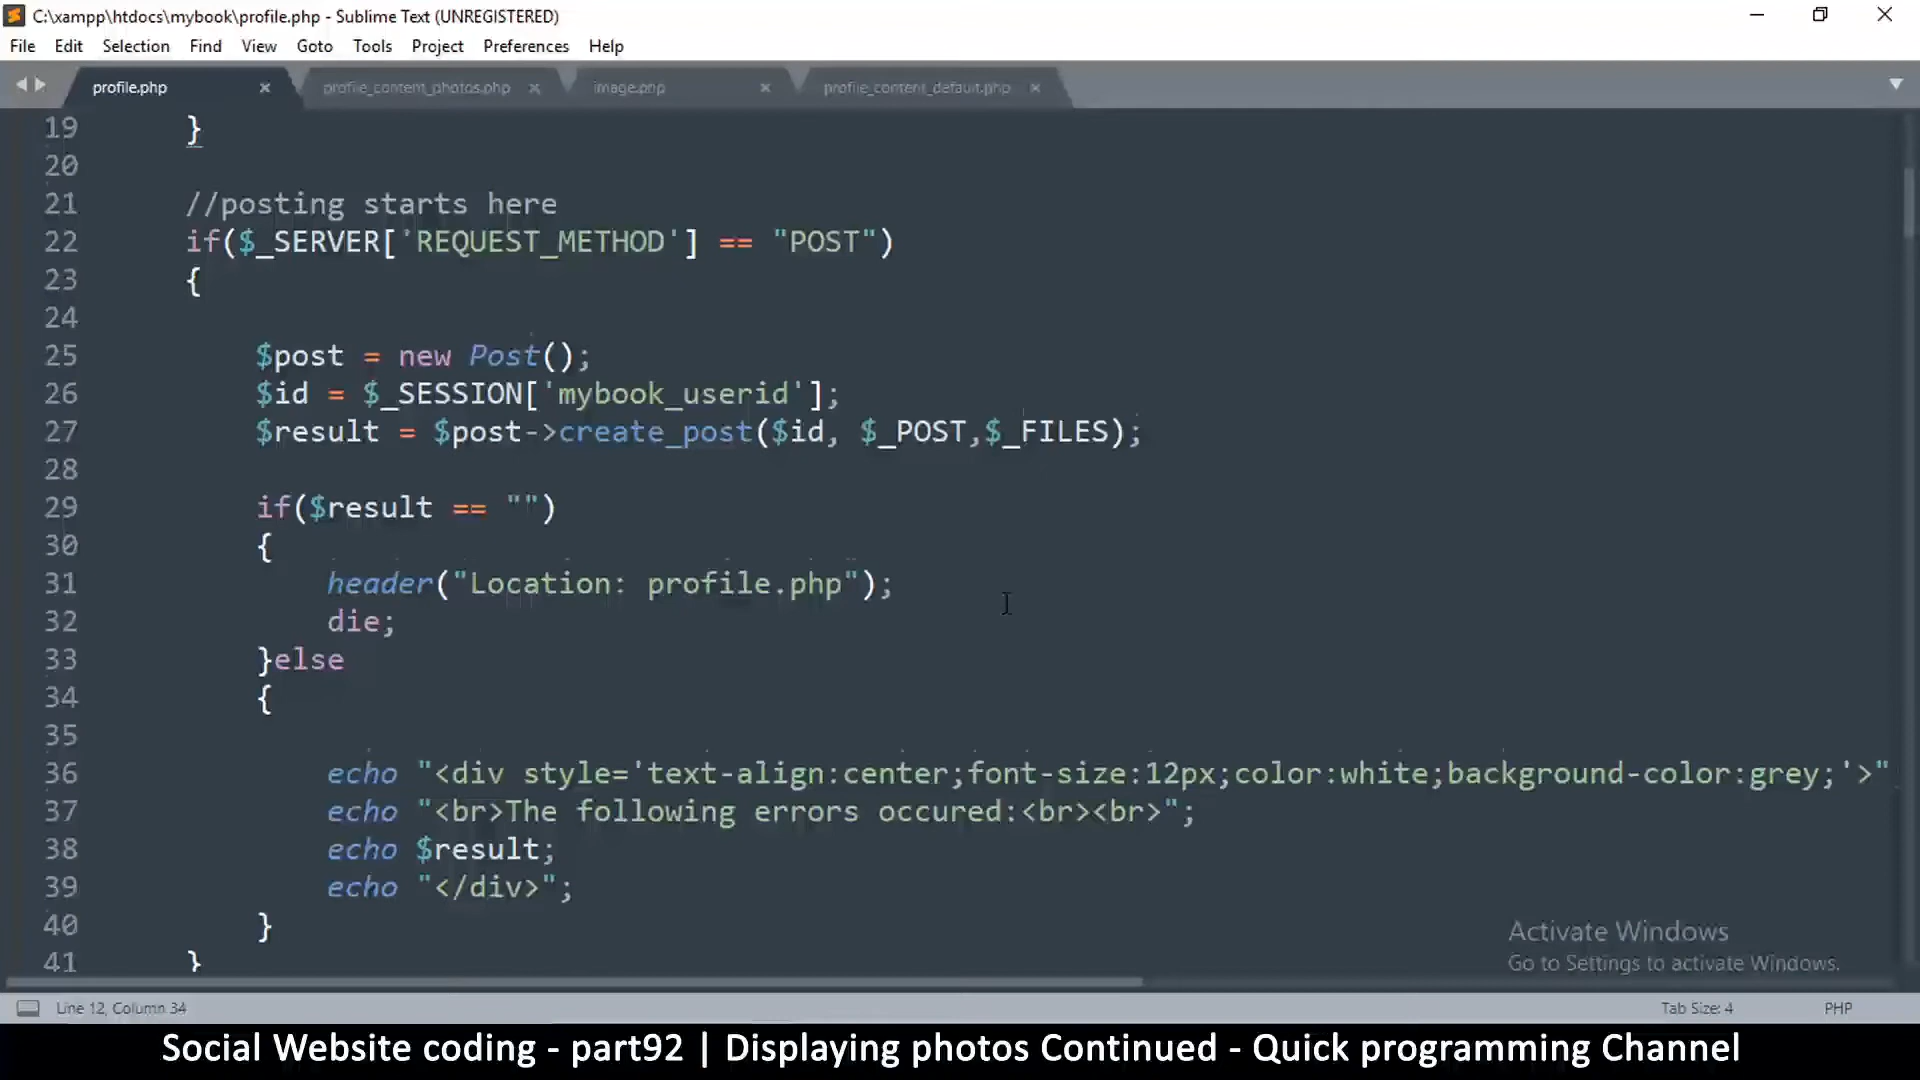 C:\xampp\htdocs\mybook\profile.php - Sublime Text (UNREGISTERED)
File Edit Selection Find View Goto Tools Project Preferences Help
profile.php × profile_content_photos.php × image.php × profile_content_default.php ×
19 }
20
21 //posting starts here
22 if($_SERVER['REQUEST_METHOD'] == "POST")
23 {
24
25 $post = new Post();
26 $id = $_SESSION['mybook_userid'];
27 $result = $post->create_post($id, $_POST,$_FILES);
28
29 if($result == "")
30 {
31 header("Location: profile.php");
32 die;
33 }else
34 {
35
36 echo "<div style='text-align:center;font-size:12px;color:white;background-color:grey;'>"
37 echo "<br>The following errors occured:<br><br>";
38 echo $result;
39 echo "</div>";
40 }
41 }
Activate Windows
Go to Settings to activate Windows.
Line 12, Column 34 Tab Size: 4 PHP
Social Website coding - part92 | Displaying photos Continued - Quick programming Channel